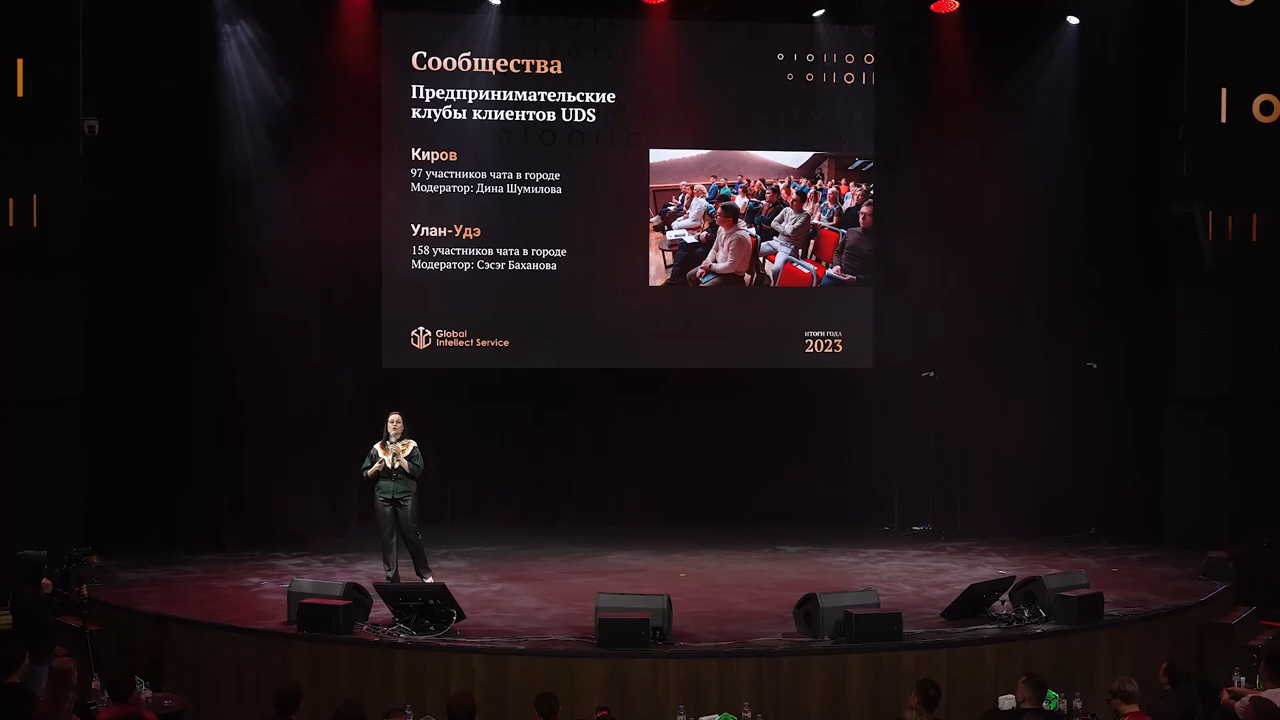 Сообщества
Предпринимательские
клубы клиентов UDS
Киров
97 участников чата в городе
Модератор: Дина Шумилова
Улан-Удэ
158 участников чата в городе
Модератор: Сэсэг Баханова
Global
Intellect Service
ИТОГИ ГОДА
2023